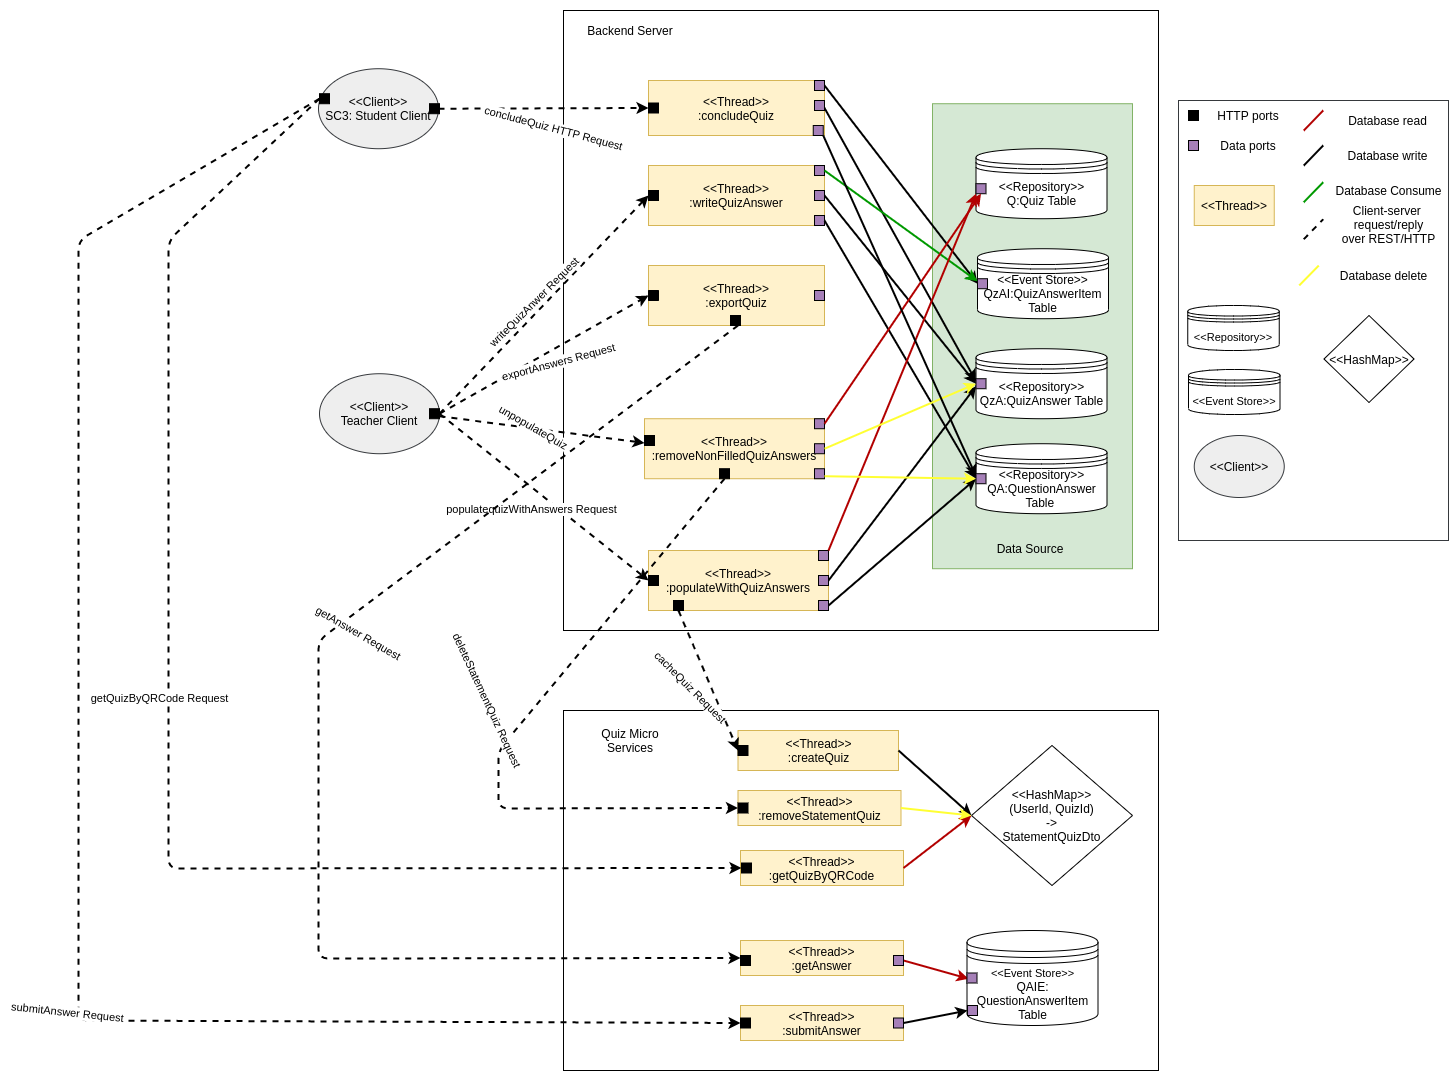 Backend Server
<<Client>>
SC3: Student Client
concludeQuiz HTTP Request
<<Thread>>
:concludeQuiz
<<Thread>>
:writeQuizAnswer
<<Thread>>
:exportQuiz
writeQuizAnwer Request
exportAnswers Request
<<Client>>
Teacher Client
unpopulateQuiz
<<Thread>>
:removeNonFilledQuizAnswers
populatequizWithAnswers Request
<<Thread>>
:populateWithQuizAnswers
<<Repository>>
Q:Quiz Table
<<Event Store>>
QzAI:QuizAnswerItem
Table
<<Repository>>
QzA:QuizAnswer Table
<<Repository>>
QA:QuestionAnswer
Table
Data Source
HTTP ports
Data ports
<<Thread>>
Database read
Database write
Database Consume
Client-server
request/reply
over REST/HTTP
Database delete
<<Repository>>
<<HashMap>>
<<Event Store>>
<<Client>>
getAnswer Request
deleteStatementQuiz Request
cacheQuiz Request
getQuizByQRCode Request
submitAnswer Request
Quiz Micro
Services
<<Thread>>
:createQuiz
<<Thread>>
:removeStatementQuiz
<<Thread>>
:getQuizByQRCode
<<HashMap>>
(UserId, QuizId)
->
StatementQuizDto
<<Thread>>
:getAnswer
<<Thread>>
:submitAnswer
<<Event Store>>
QAIE:
QuestionAnswerItem
Table